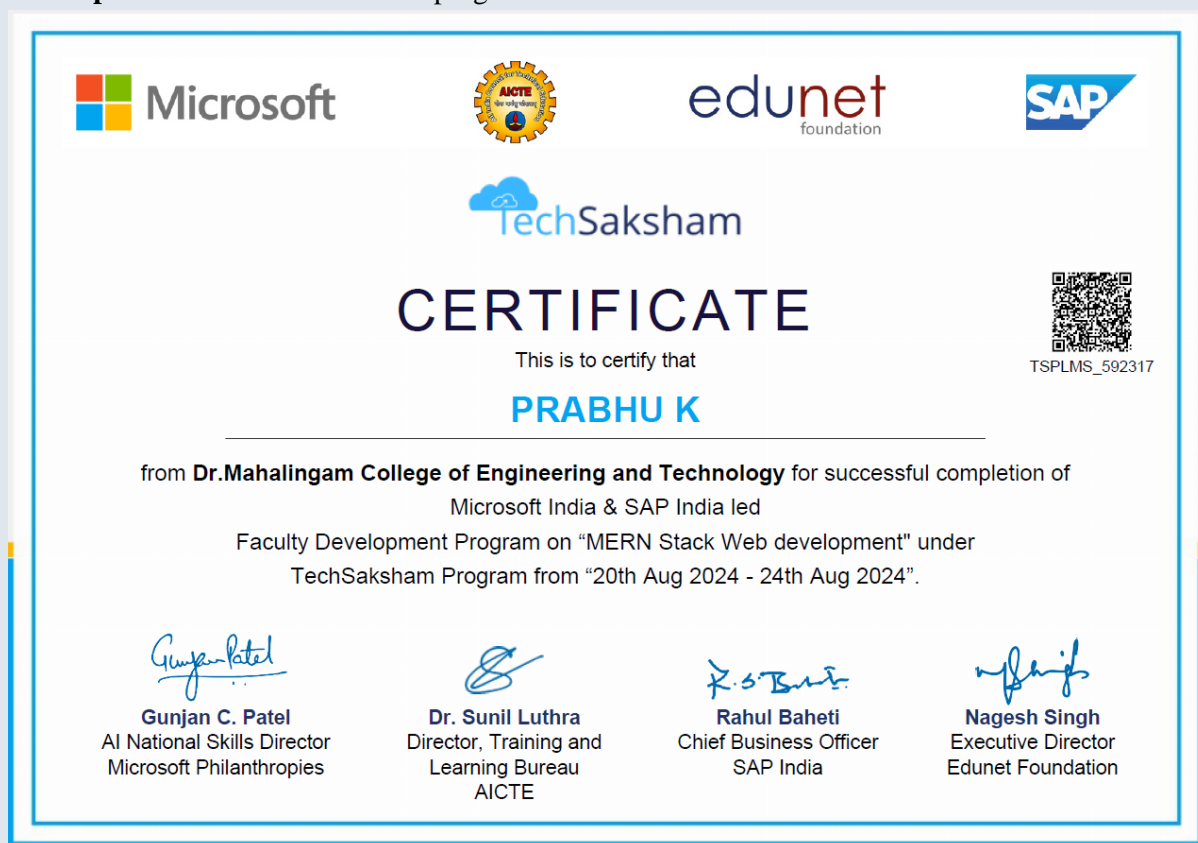 Microsoft
AICTE
edunet
foundation
SAP
TechSaksham
CERTIFICATE
This is to certify that
TSPLMS_592317
PRABHU K
from Dr.Mahalingam College of Engineering and Technology for successful completion of
Microsoft India & SAP India led
Faculty Development Program on “MERN Stack Web development" under
TechSaksham Program from “20th Aug 2024 - 24th Aug 2024”.
Gunjan Patel
Gunjan C. Patel
AI National Skills Director
Microsoft Philanthropies
Dr. Sunil Luthra
Director, Training and
Learning Bureau
AICTE
Rahul Baheti
Chief Business Officer
SAP India
Nagesh Singh
Executive Director
Edunet Foundation